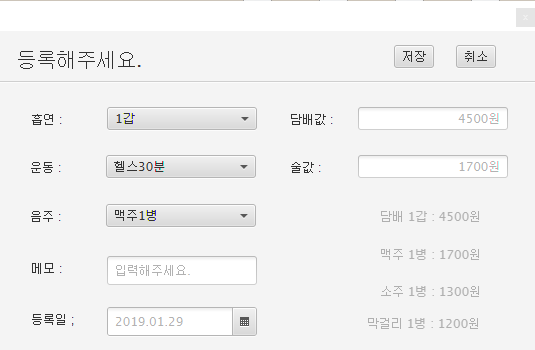 등록해주세요. 저장 취소
흡연 : 1갑 담배값 : 4500원
운동 : 헬스30분 술값 : 1700원
음주 : 맥주1병 담배 1갑 : 4500원
맥주 1병 : 1700원
메모 : 입력해주세요.
소주 1병 : 1300원
등록일 ; 2019.01.29 막걸리 1병 : 1200원